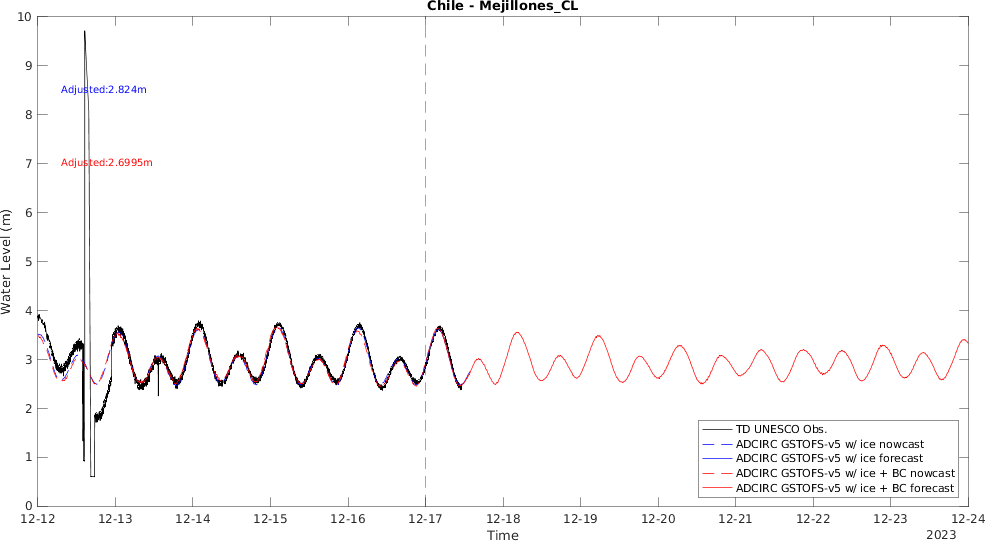 Chile - Mejillones_CL
10
9
8
7
6
5
4
3
2
1
0
Water Level (m)
Adjusted:2.824m
Adjusted:2.6995m
TD UNESCO Obs.
ADCIRC GSTOFS-v5 w/ ice nowcast
ADCIRC GSTOFS-v5 w/ ice forecast
ADCIRC GSTOFS-v5 w/ ice + BC nowcast
ADCIRC GSTOFS-v5 w/ ice + BC forecast
12-12 12-13 12-14 12-15 12-16 12-17 12-18 12-19 12-20 12-21 12-22 12-23 12-24
Time
2023